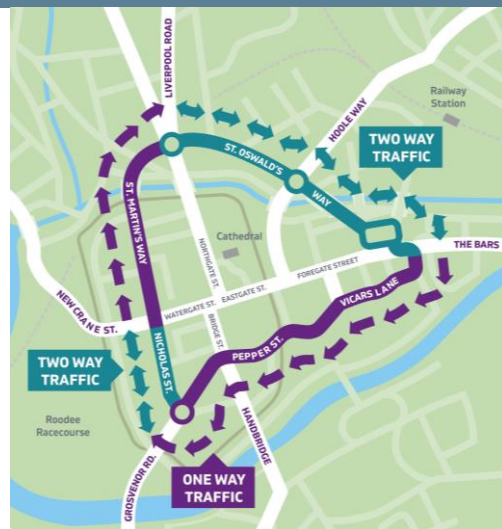 LIVERPOOL ROAD
Railway
Station
HOOLE WAY
TWO WAY
TRAFFIC
ST. OSWALD'S
WAY
ST. MARTIN'S WAY
Cathedral
NORTHGATE ST.
THE BARS
FOREGATE STREET
EASTGATE ST.
WATERGATE ST.
NEW CRANE ST.
VICARS LANE
BRIDGE ST.
PEPPER ST.
TWO WAY
TRAFFIC
NICHOLAS ST.
Roodee
Racecourse
HANDBRIDGE
GROSVENOR RD.
ONE WAY
TRAFFIC